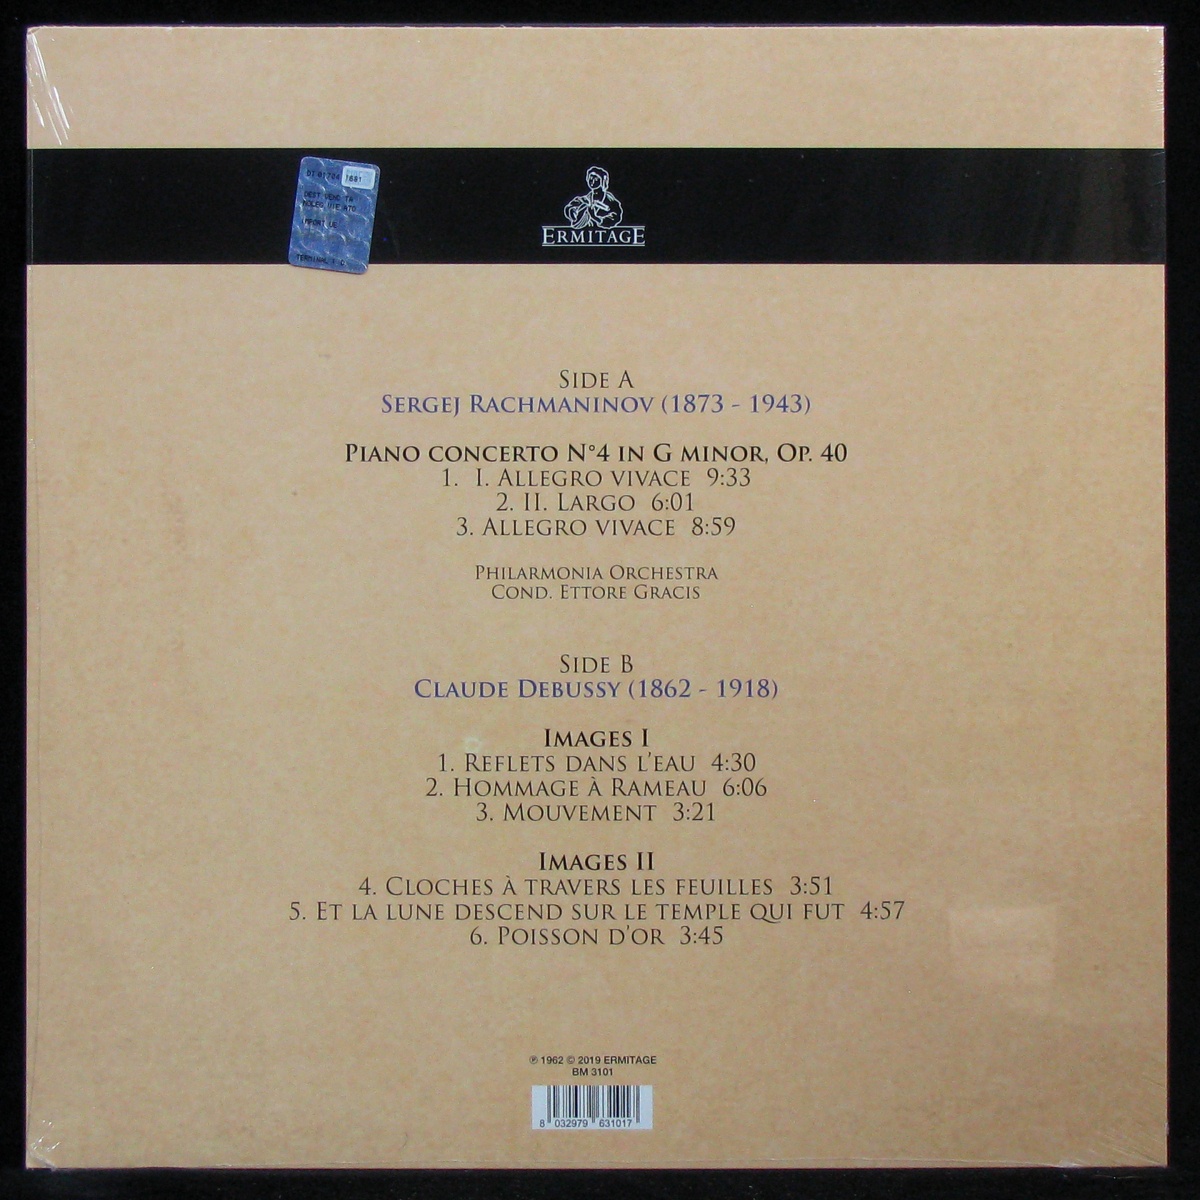 DT 01704 1681
TERMINAL
ERMITAGE
SIDE A
SERGEJ RACHMANINOV (1873 - 1943)
PIANO CONCERTO N°4 IN G MINOR, OP. 40
1. I. ALLEGRO VIVACE 9:33
2. II. LARGO 6:01
3. ALLEGRO VIVACE 8:59
PHILARMONIA ORCHESTRA
COND. ETTORE GRACIS
SIDE B
CLAUDE DEBUSSY (1862 - 1918)
IMAGES I
1. REFLETS DANS L'EAU 4:30
2. HOMMAGE À RAMEAU 6:06
3. MOUVEMENT 3:21
IMAGES II
4. CLOCHES À TRAVERS LES FEUILLES 3:51
5. ET LA LUNE DESCEND SUR LE TEMPLE QUI FUT 4:57
6. POISSON D'OR 3:45
℗ 1962 © 2019 ERMITAGE
BM 3101
8 032979 631017